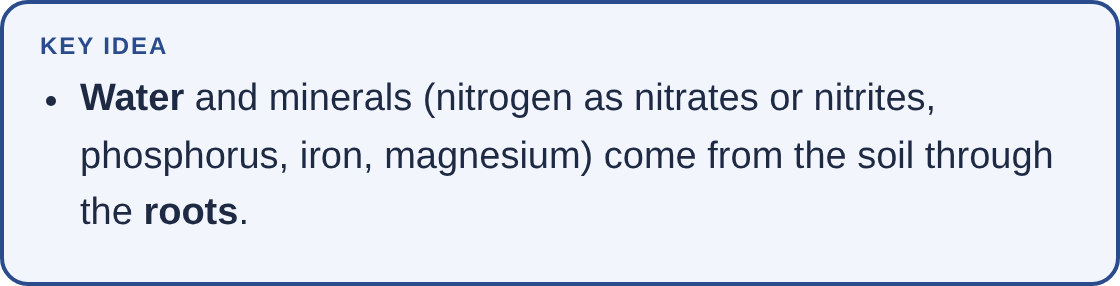 KEY IDEA
• Water and minerals (nitrogen as nitrates or nitrites,
phosphorus, iron, magnesium) come from the soil through
the roots.